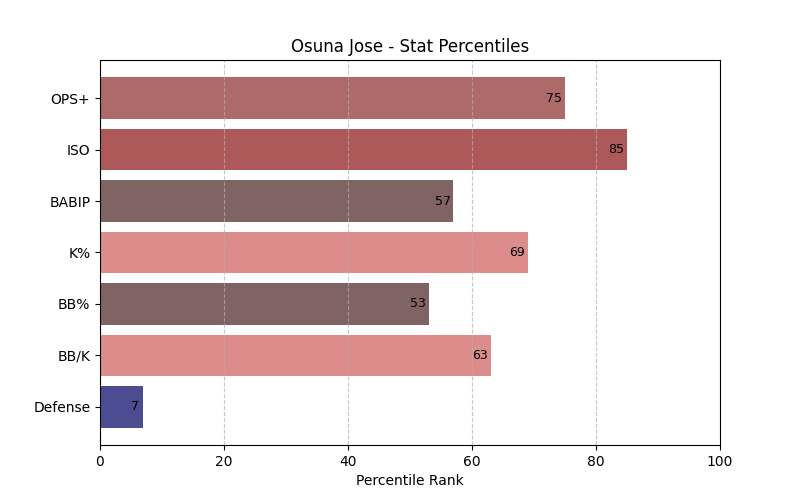 Osuna Jose - Stat Percentiles
OPS+ 75
ISO 85
BABIP 57
K% 69
BB% 53
BB/K 63
Defense 7
0 20 40 60 80 100
Percentile Rank